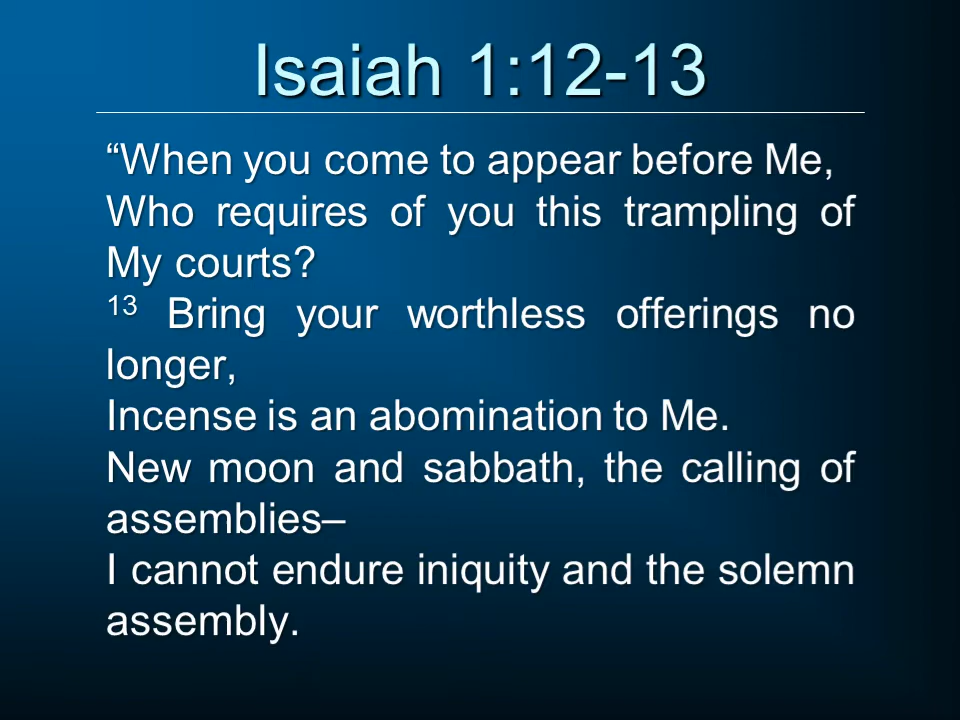 Isaiah 1:12-13
“When you come to appear before Me,
Who requires of you this trampling of
My courts?
13 Bring your worthless offerings no
longer,
Incense is an abomination to Me.
New moon and sabbath, the calling of
assemblies–
I cannot endure iniquity and the solemn
assembly.